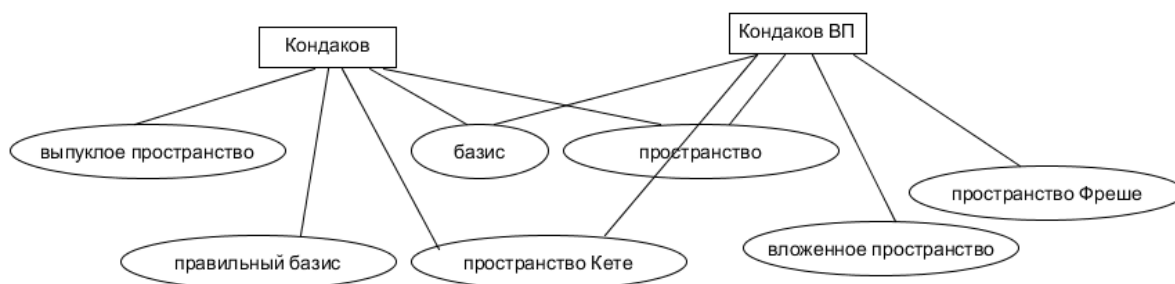 Кондаков
Кондаков ВП
выпуклое пространство
базис
пространство
пространство Фреше
правильный базис
пространство Кете
вложенное пространство